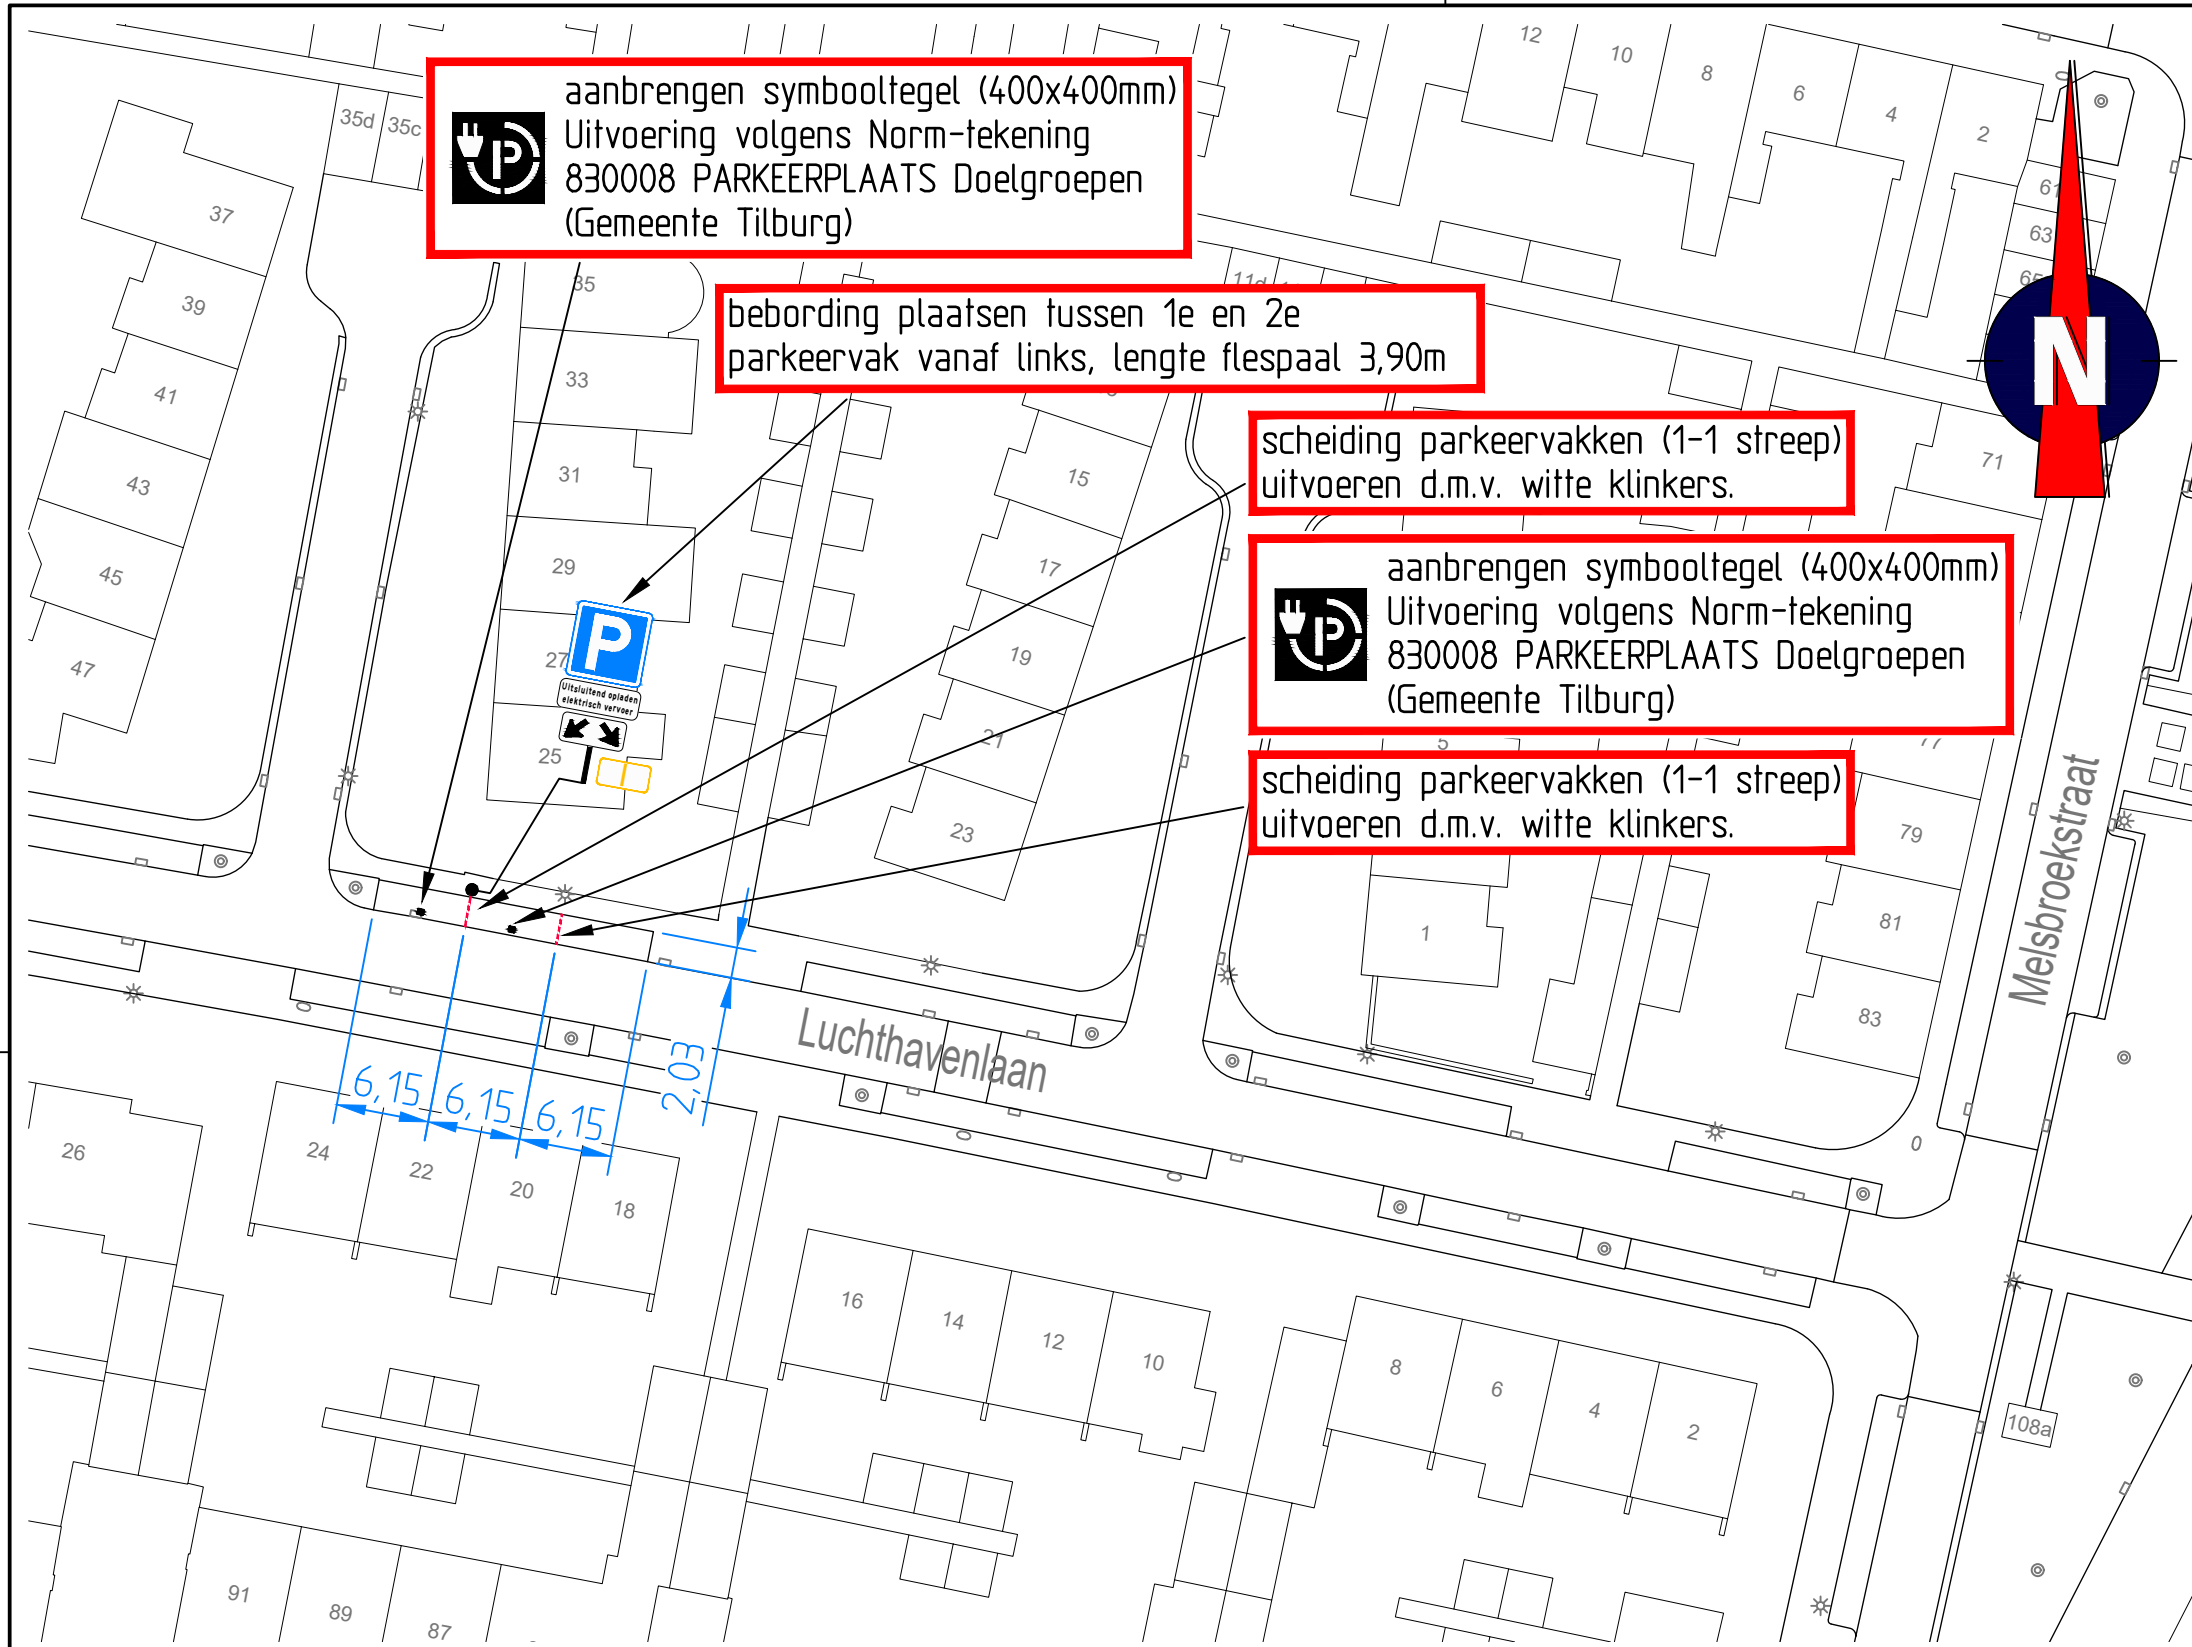 aanbrengen symbooltegel (400x400mm)
Uitvoering volgens Norm-tekening
830008 PARKEERPLAATS Doelgroepen
(Gemeente Tilburg)
bebording plaatsen tussen 1e en 2e
parkeervak vanaf links, lengte flespaal 3,90m
scheiding parkeervakken (1-1 streep)
uitvoeren d.m.v. witte klinkers.
aanbrengen symbooltegel (400x400mm)
Uitvoering volgens Norm-tekening
830008 PARKEERPLAATS Doelgroepen
(Gemeente Tilburg)
scheiding parkeervakken (1-1 streep)
uitvoeren d.m.v. witte klinkers.
P
P
N
P
Uitsluitend opladen
elektrisch vervoer
Luchthavenlaan
Melsbroekstraat
6,15
6,15
6,15
2,03
35d
35c
37
39
41
43
45
47
35
33
31
29
27
25
15
17
19
21
23
12
10
8
6
4
2
61
63
65
71
77
79
81
83
5
1
11d
0
26
24
22
20
18
16
14
12
10
8
6
4
2
108a
91
89
87